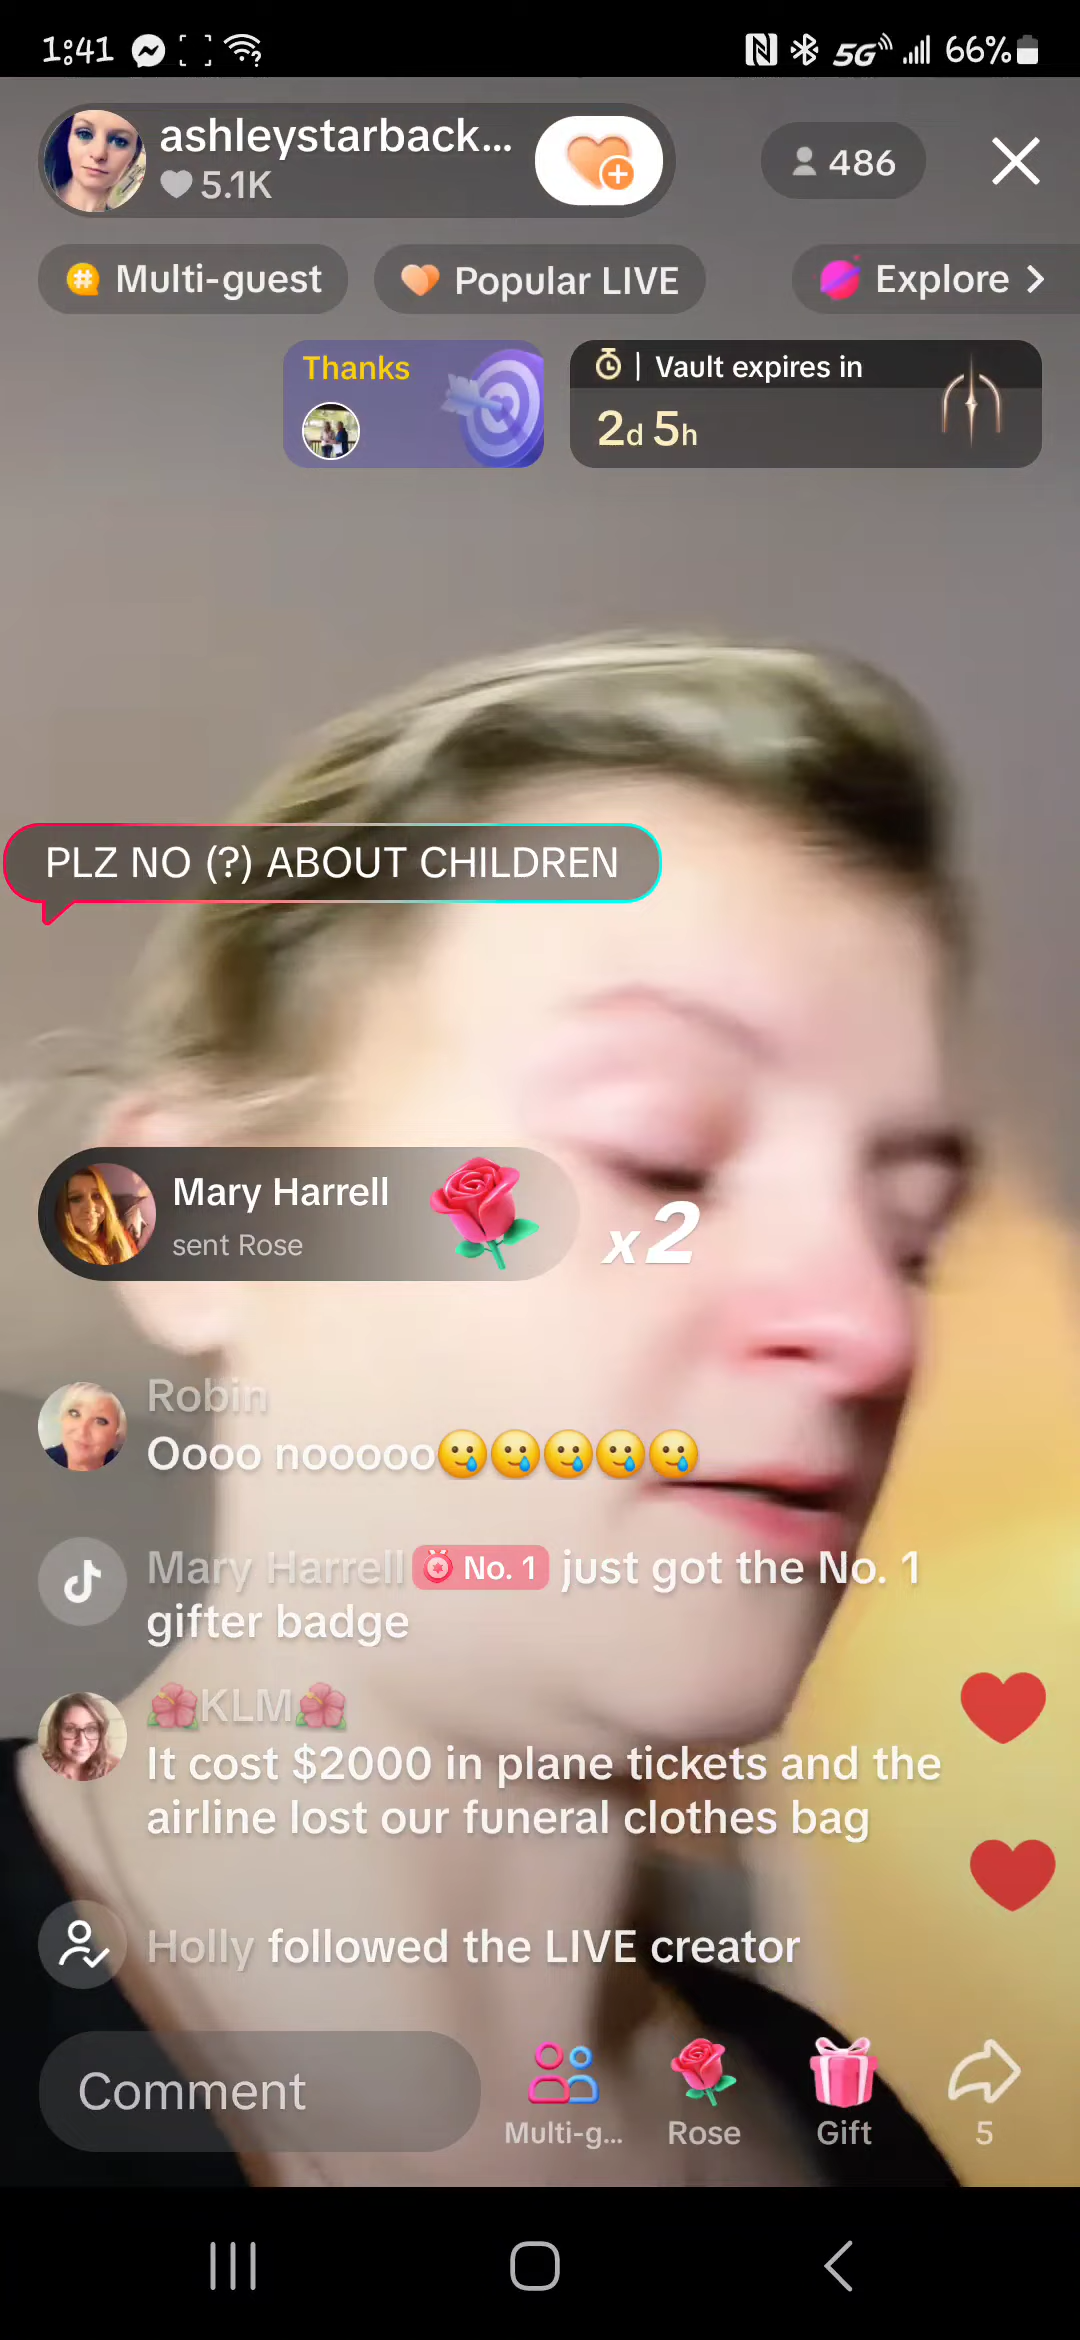 1:41 5G 66%
ashleystarback...
5.1K
486
Multi-guest
Popular LIVE
Explore
Thanks
| Vault expires in
2d 5h
PLZ NO (?) ABOUT CHILDREN
Mary Harrell
sent Rose
x2
Robin
Oooo nooooo🥲🥲🥲🥲🥲
Mary Harrell No. 1 just got the No. 1
gifter badge
🌺KLM🌺
It cost $2000 in plane tickets and the
airline lost our funeral clothes bag
Holly followed the LIVE creator
Comment
Multi-g...
Rose
Gift
5